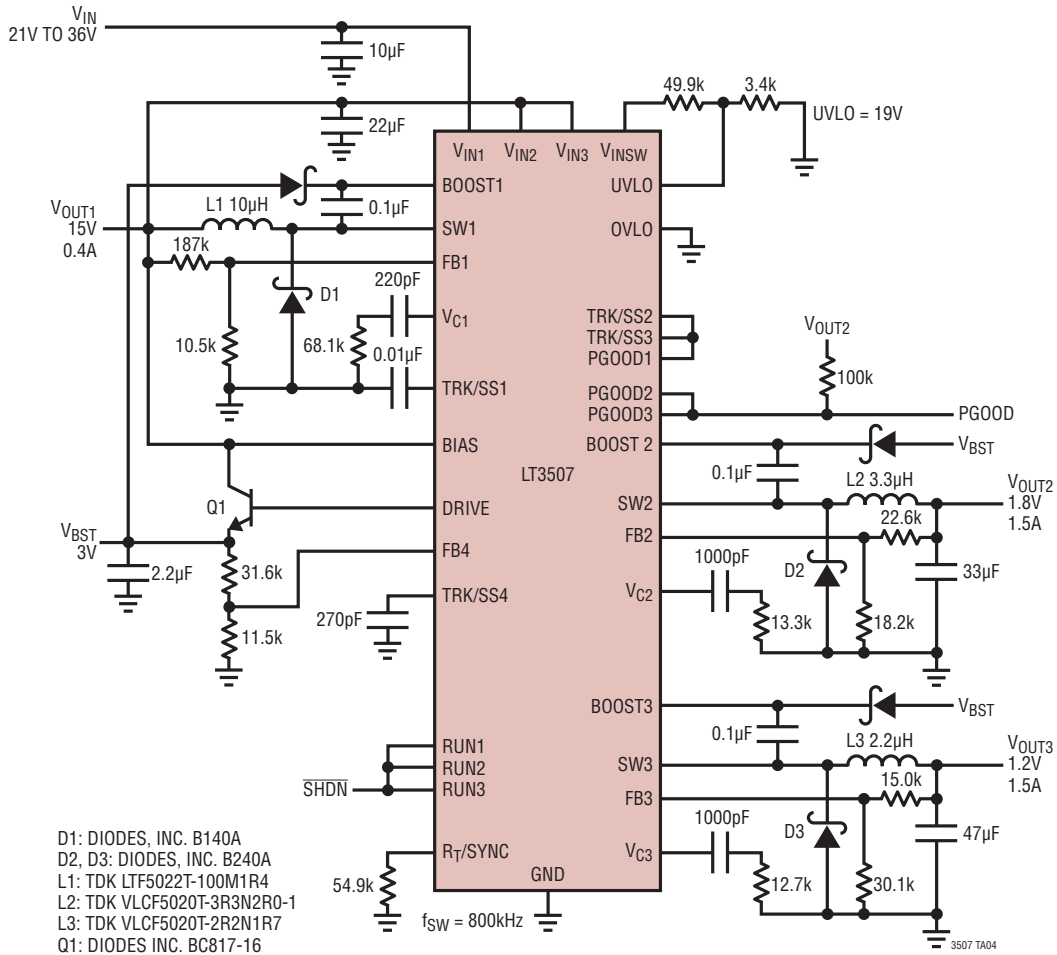 VIN
21V TO 36V
10µF
22µF
49.9k
3.4k
UVLO = 19V
VIN1
VIN2
VIN3
VINSW
BOOST1
UVLO
0.1µF
L1 10µH
VOUT1
15V
0.4A
SW1
OVLO
187k
FB1
D1
220pF
VC1
10.5k
68.1k
0.01µF
TRK/SS1
TRK/SS2
TRK/SS3
PGOOD1
VOUT2
100k
PGOOD2
PGOOD3
PGOOD
BIAS
BOOST 2
VBST
LT3507
0.1µF
L2 3.3µH
VOUT2
1.8V
1.5A
Q1
DRIVE
SW2
22.6k
VBST
3V
FB4
FB2
2.2µF
31.6k
1000pF
D2
33µF
TRK/SS4
VC2
270pF
11.5k
13.3k
18.2k
BOOST3
VBST
0.1µF
L3 2.2µH
VOUT3
1.2V
1.5A
RUN1
RUN2
RUN3
SHDN
SW3
15.0k
FB3
1000pF
D3
47µF
RT/SYNC
VC3
54.9k
GND
12.7k
30.1k
fSW = 800kHz
D1: DIODES, INC. B140A
D2, D3: DIODES, INC. B240A
L1: TDK LTF5022T-100M1R4
L2: TDK VLCF5020T-3R3N2R0-1
L3: TDK VLCF5020T-2R2N1R7
Q1: DIODES INC. BC817-16
3507 TA04